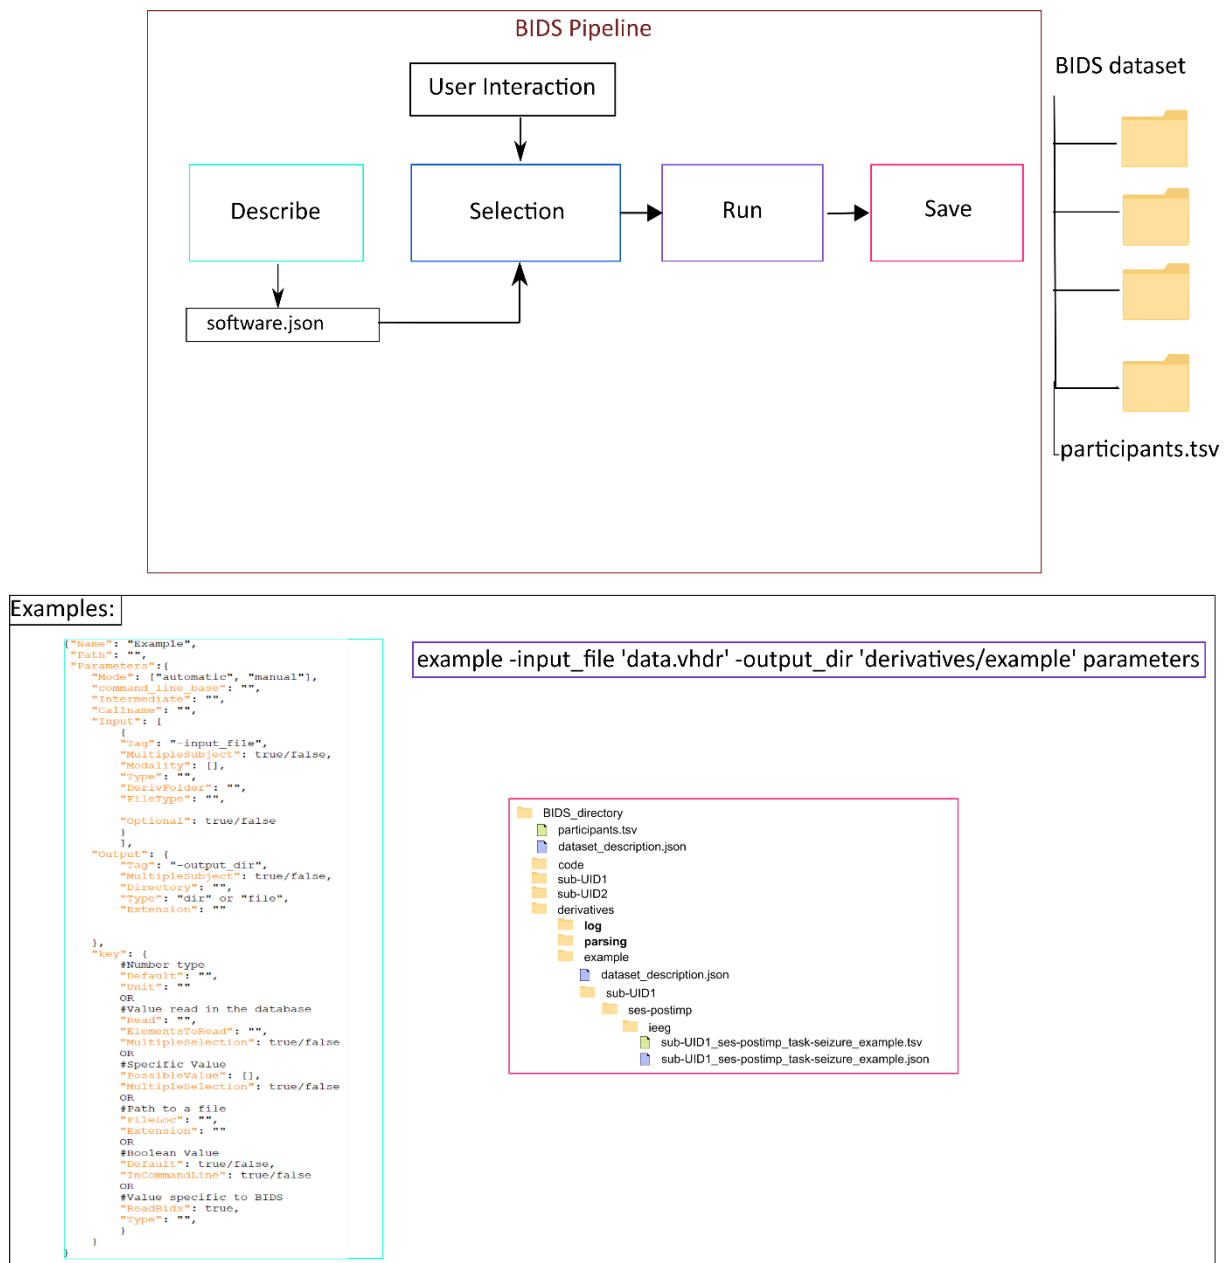 BIDS Pipeline
User Interaction
BIDS dataset
Describe
Selection
Run
Save
software.json
participants.tsv
Examples:
{"Name": "Example",
"Path": "",
"Parameters":{
"Mode": ["automatic", "manual"],
"command_line_base": "",
"Intermediate": "",
"Callname": "",
"Input": [
{
"Tag": "-input_file",
"MultipleSubject": true/false,
"Modality": [],
"Type": "",
"DerivFolder": "",
"FileType": "",
"Optional": true/false
}
],
"Output": {
"Tag": "-output_dir",
"MultipleSubject": true/false,
"Directory": "",
"Type": "dir" or "file",
"Extension": ""
},
"key": {
#Number type
"Default": "",
"Unit": ""
OR
#Value read in the database
"Read": "",
"ElementsToRead": "",
"MultipleSelection": true/false
OR
#Specific Value
"PossibleValue": [],
"MultipleSelection": true/false
OR
#Path to a file
"FileLoc": "",
"Extension": ""
OR
#Boolean Value
"Default": true/false,
"InCommandLine": true/false
OR
#Value specific to BIDS
"ReadBids": true,
"Type": "",
}
}
}
example -input_file 'data.vhdr' -output_dir 'derivatives/example' parameters
BIDS_directory
participants.tsv
dataset_description.json
code
sub-UID1
sub-UID2
derivatives
log
parsing
example
dataset_description.json
sub-UID1
ses-postimp
ieeg
sub-UID1_ses-postimp_task-seizure_example.tsv
sub-UID1_ses-postimp_task-seizure_example.json